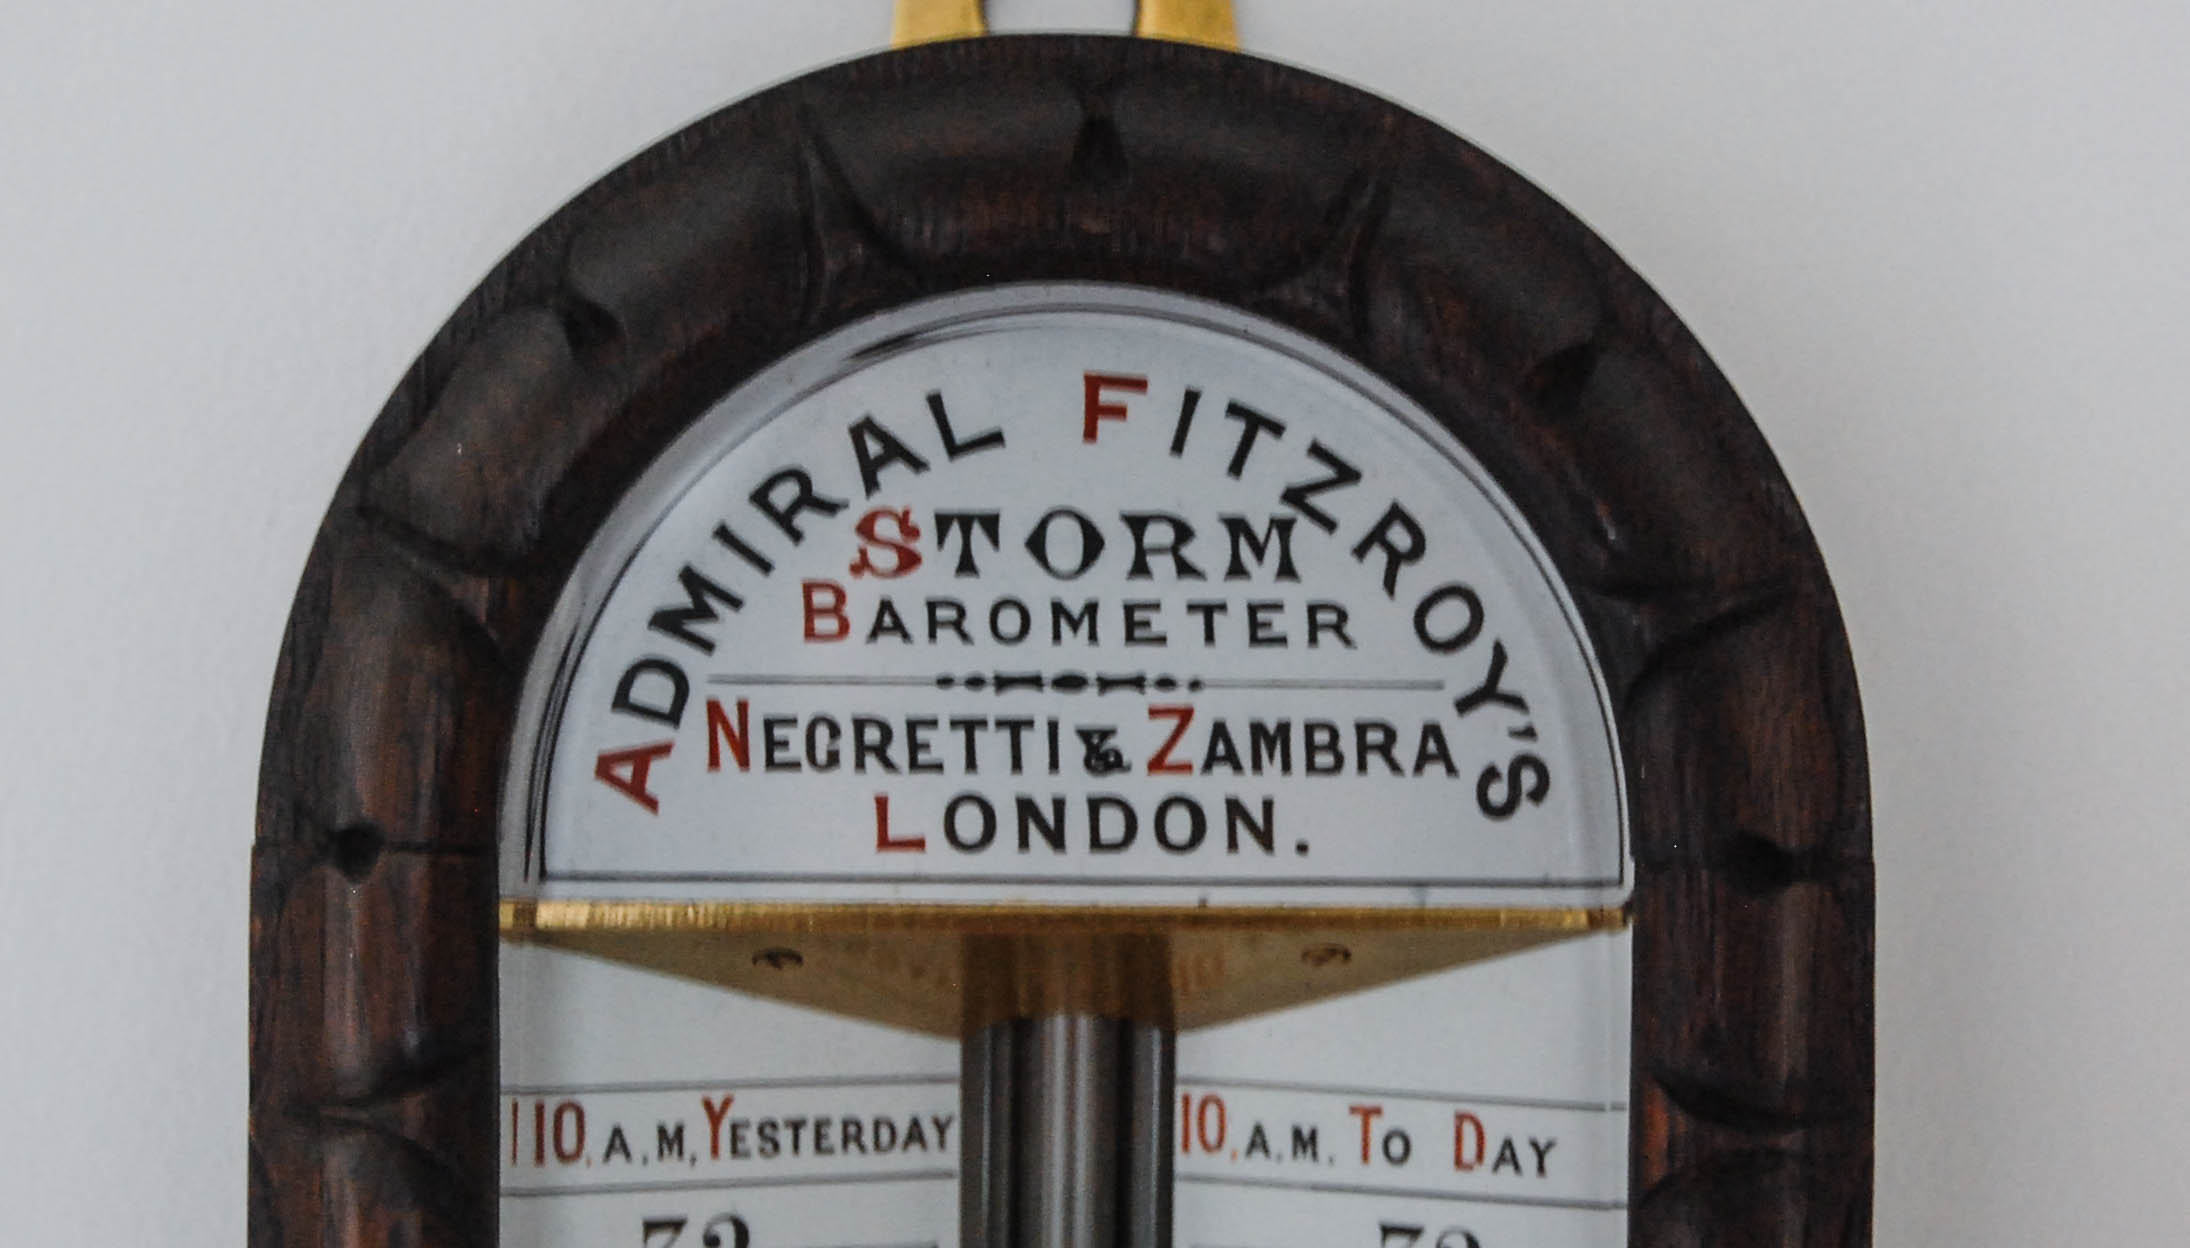 ADMIRAL FITZROY'S
STORM
BAROMETER
NEGRETTI & ZAMBRA
LONDON.
10. A.M. YESTERDAY
10. A.M. TO DAY